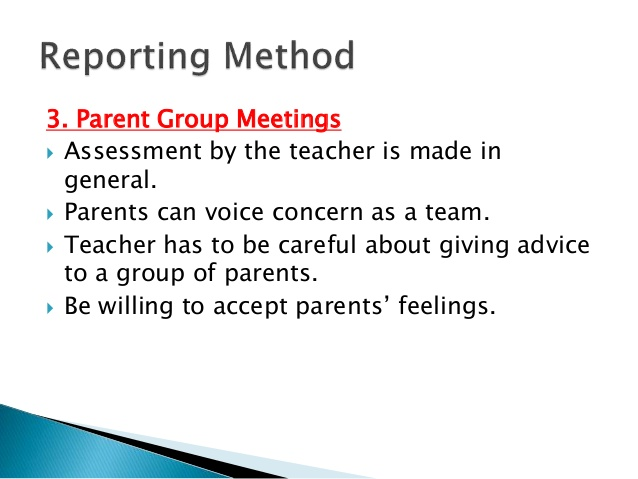 Reporting Method
3. Parent Group Meetings
Assessment by the teacher is made in
general.
Parents can voice concern as a team.
Teacher has to be careful about giving advice
to a group of parents.
Be willing to accept parents’ feelings.